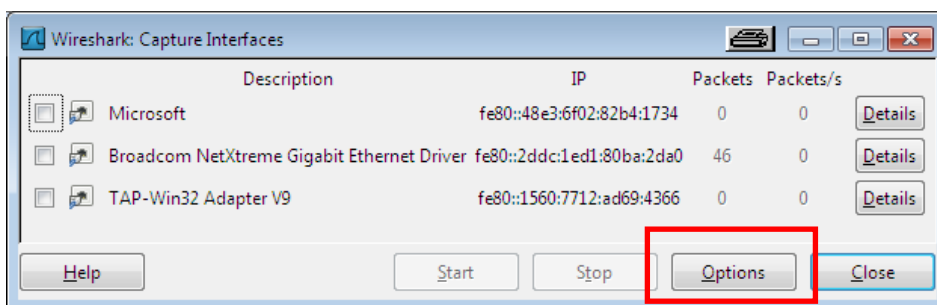 Wireshark: Capture Interfaces
Description IP Packets Packets/s
Microsoft fe80::48e3:6f02:82b4:1734 0 0 Details
Broadcom NetXtreme Gigabit Ethernet Driver fe80::2ddc:1ed1:80ba:2da0 46 0 Details
TAP-Win32 Adapter V9 fe80::1560:7712:ad69:4366 0 0 Details
Help Start Stop Options Close